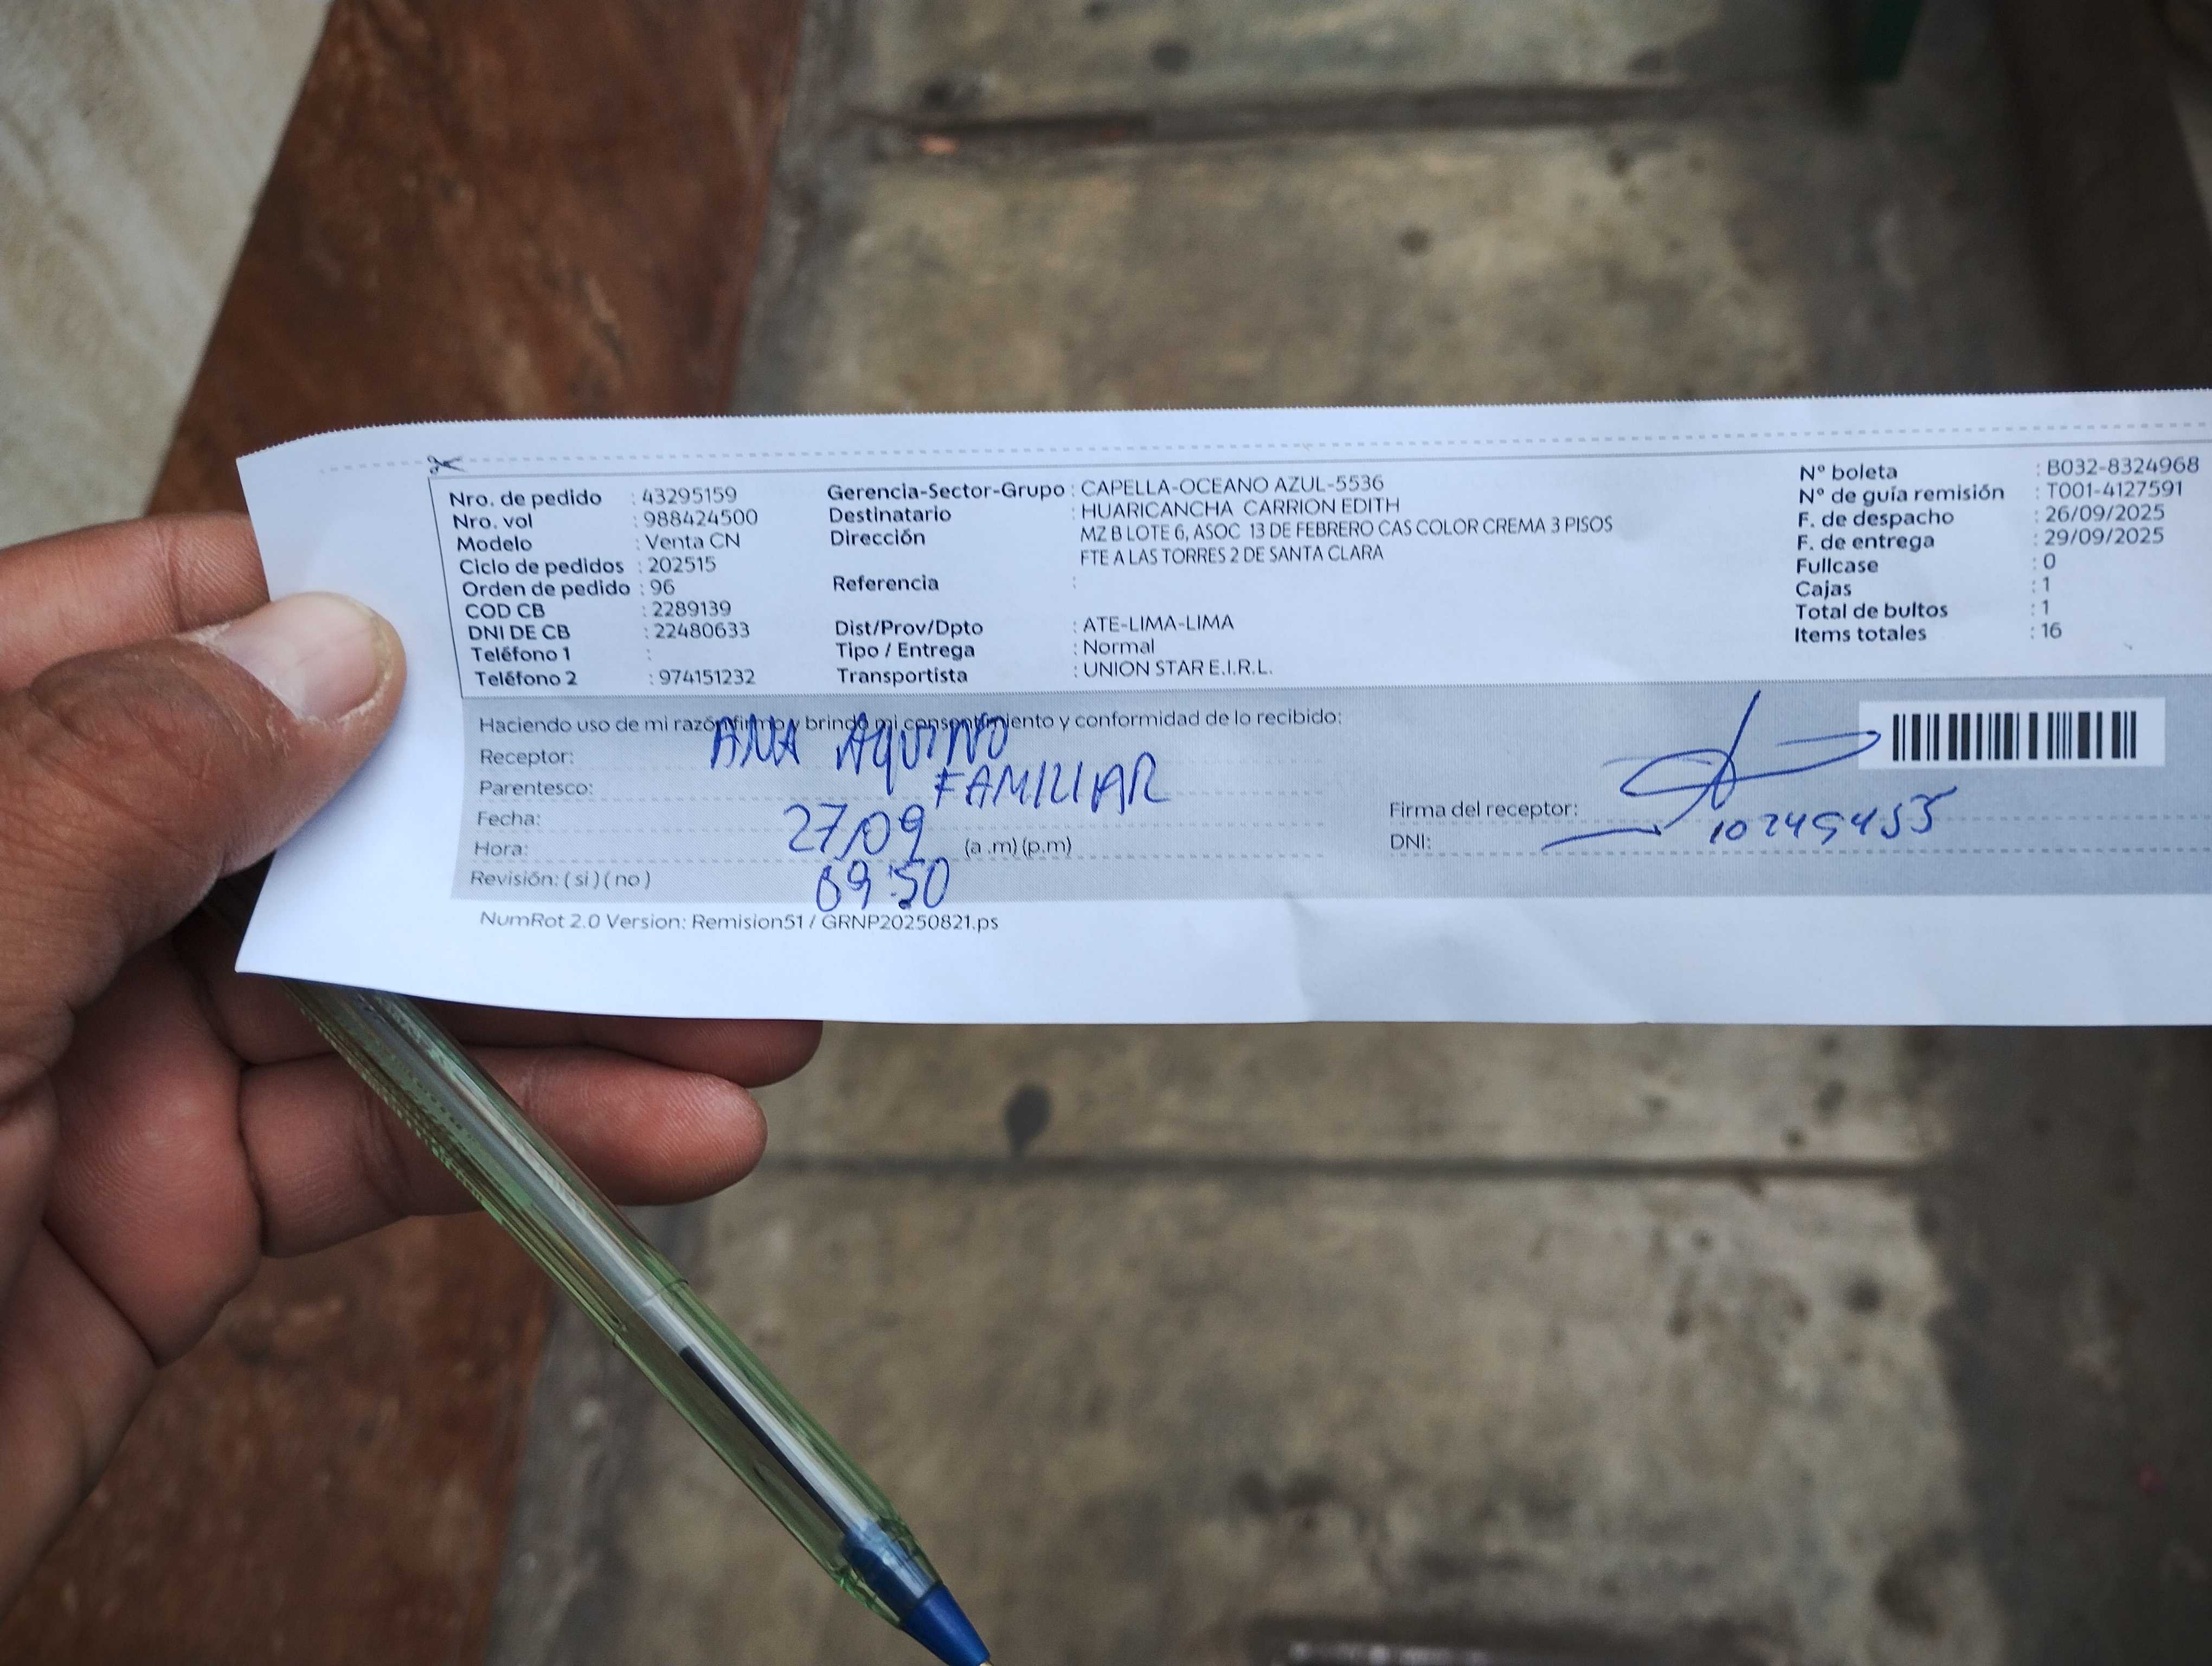 Nro. de pedido : 43295159
Nro. vol : 988424500
Modelo : Venta CN
Ciclo de pedidos : 202515
Orden de pedido : 96
COD CB : 2289139
DNI DE CB : 22480633
Teléfono 1 :
Teléfono 2 : 974151232
Gerencia-Sector-Grupo : CAPELLA-OCEANO AZUL-5536
Destinatario : HUARICANCHA CARRION EDITH
Dirección MZ B LOTE 6, ASOC 13 DE FEBRERO CAS COLOR CREMA 3 PISOS
FTE A LAS TORRES 2 DE SANTA CLARA
Referencia :
Dist/Prov/Dpto : ATE-LIMA-LIMA
Tipo / Entrega : Normal
Transportista : UNION STAR E.I.R.L.
Nº boleta : B032-8324968
Nº de guía remisión : T001-4127591
F. de despacho : 26/09/2025
F. de entrega : 29/09/2025
Fullcase : 0
Cajas : 1
Total de bultos : 1
Items totales : 16
Haciendo uso de mi razón firmo y brindo mi consentimiento y conformidad de lo recibido:
Receptor: ANA AQUINO
Parentesco: FAMILIAR
Fecha: 27/09
Hora: (a .m) (p.m)
09:50
Revisión: ( si ) ( no )
Firma del receptor:
DNI:
NumRot 2.0 Version: Remision51 / GRNP20250821.ps